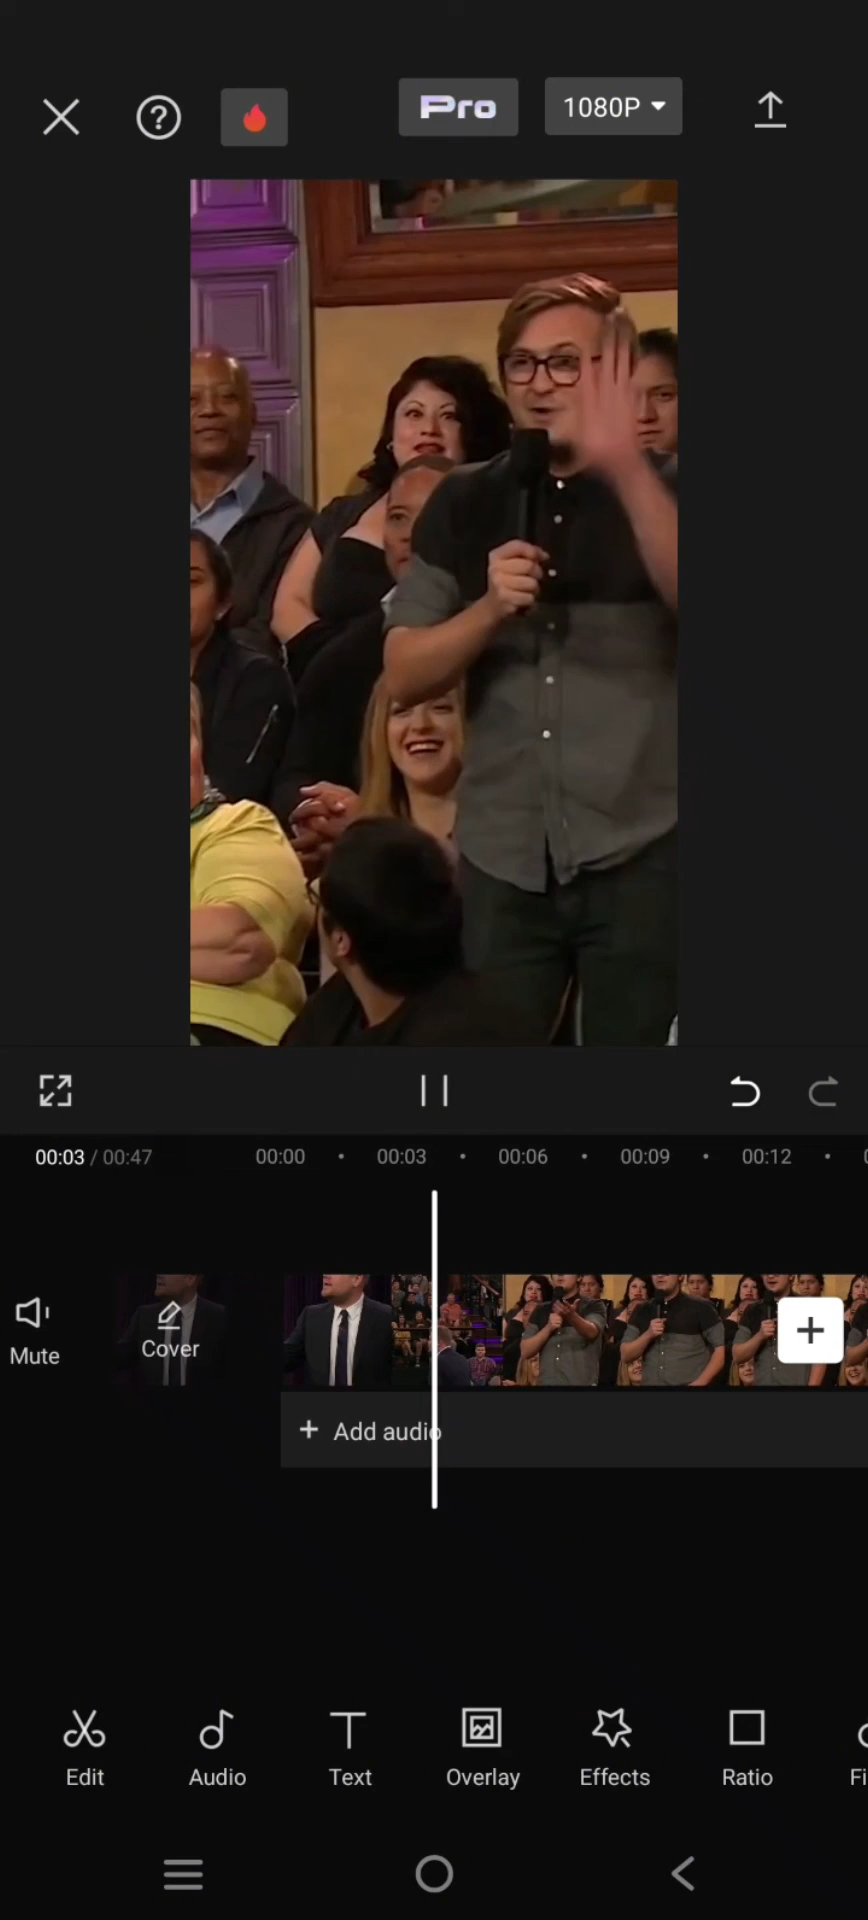 Pro
1080P
00:03 / 00:47
00:00
00:03
00:06
00:09
00:12
Mute
Cover
+ Add audio
Edit
Audio
Text
Overlay
Effects
Ratio
Fi